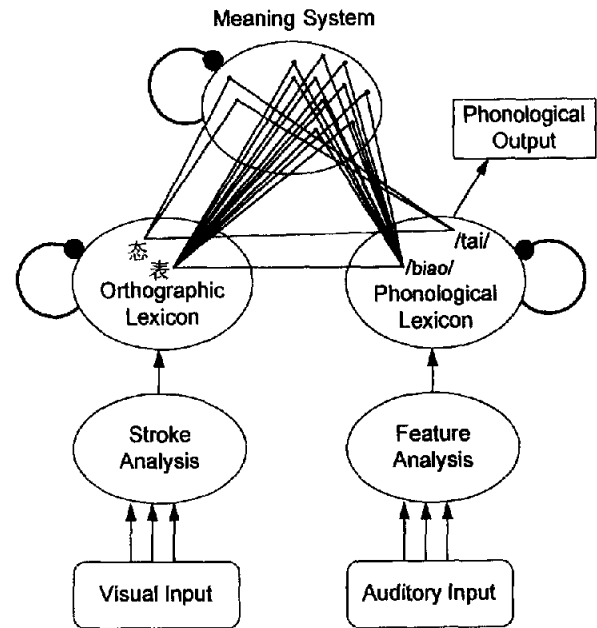 Meaning System
Phonological
Output
态
表
/tai/
/biao/
Orthographic
Lexicon
Phonological
Lexicon
Stroke
Analysis
Feature
Analysis
Visual Input
Auditory Input